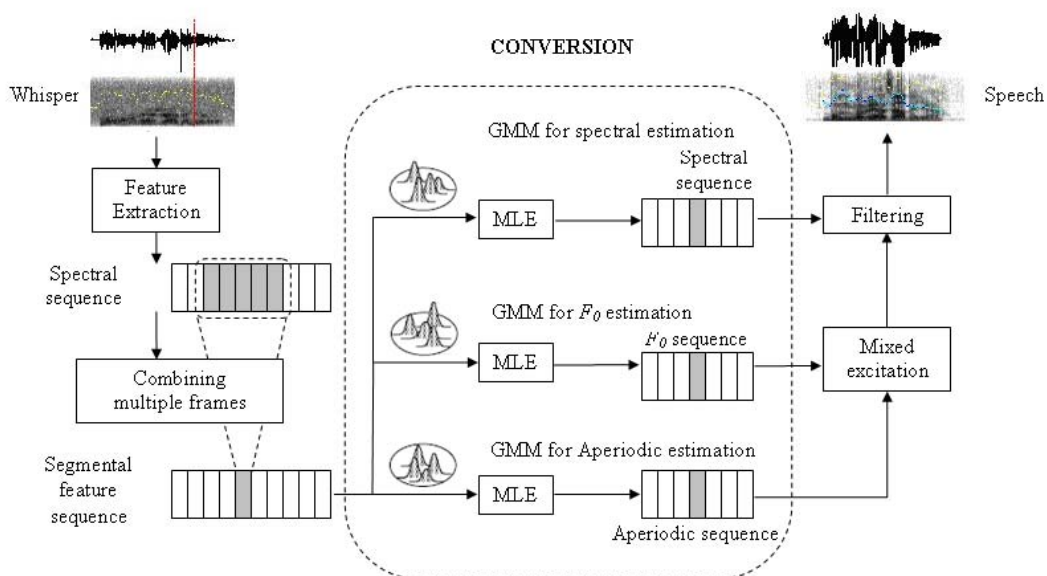 Whisper
Feature
Extraction
Spectral
sequence
Combining
multiple frames
Segmental
feature
sequence
CONVERSION
GMM for spectral estimation
MLE
Spectral
sequence
GMM for F0 estimation
MLE
F0 sequence
GMM for Aperiodic estimation
MLE
Aperiodic sequence
Speech
Filtering
Mixed
excitation